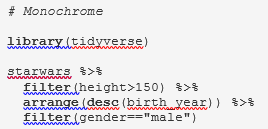 # Monochrome
library(tidyverse)
starwars %>%
filter(height>150) %>%
arrange(desc(birth_year)) %>%
filter(gender=="male")